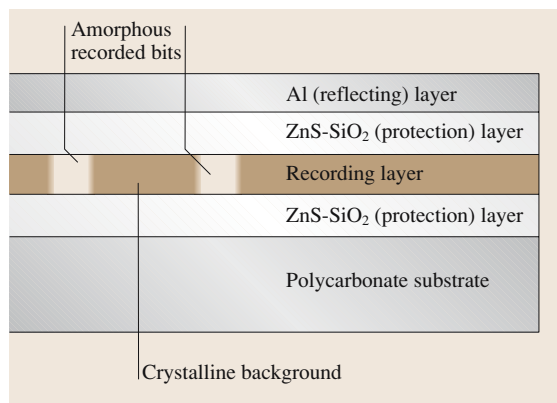 Amorphous
recorded bits
Al (reflecting) layer
ZnS-SiO₂ (protection) layer
Recording layer
ZnS-SiO₂ (protection) layer
Polycarbonate substrate
Crystalline background